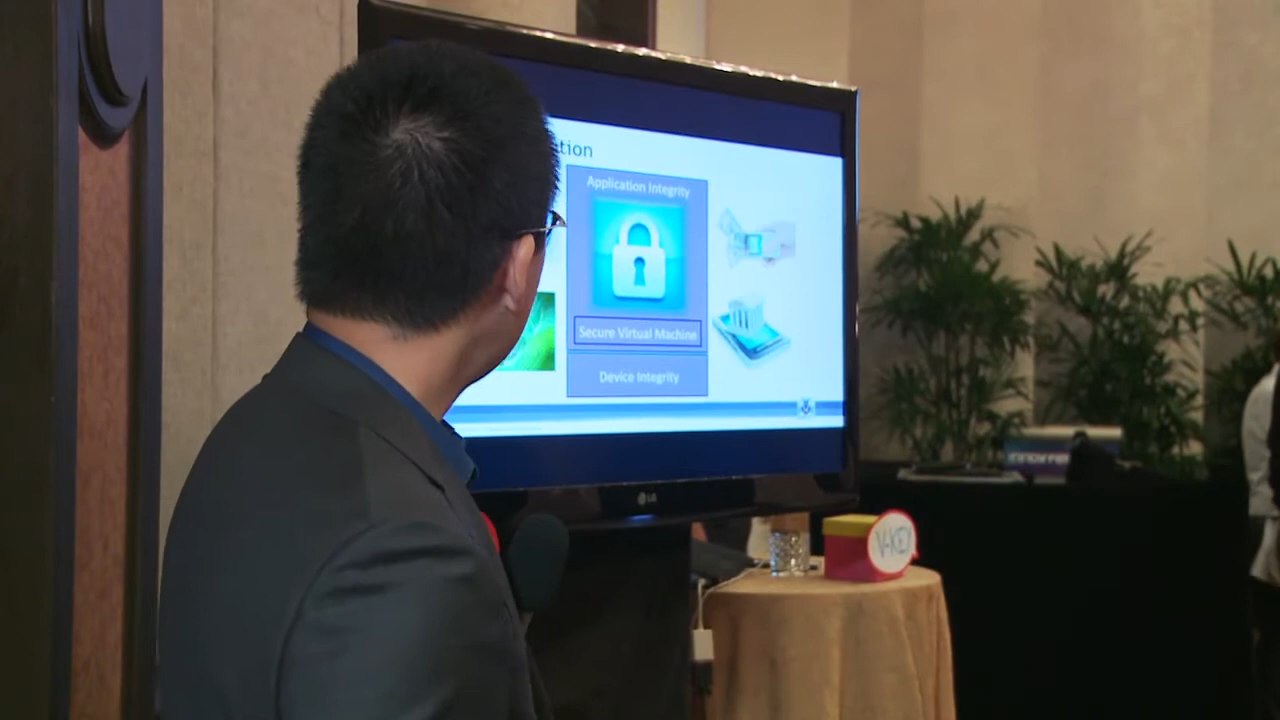 tion
Application Integrity
Secure Virtual Machine
Device Integrity
LG
V-KEY